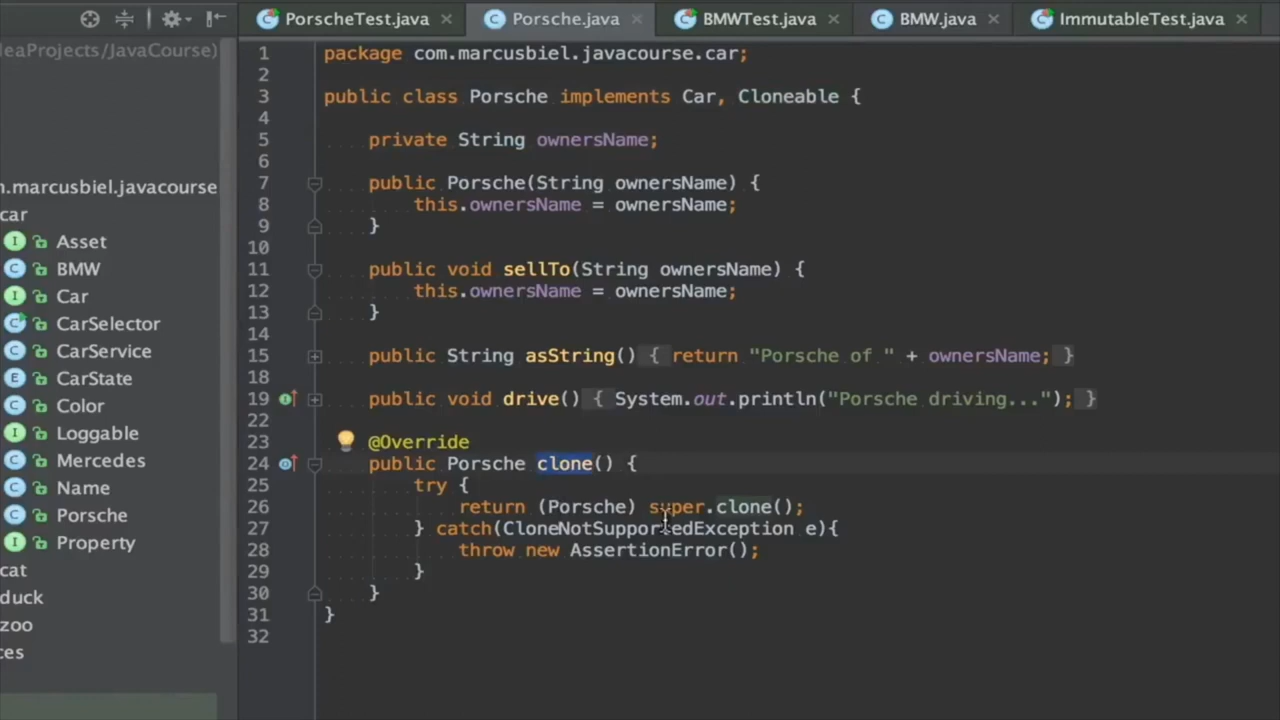 PorscheTest.java
Porsche.java
BMWTest.java
BMW.java
ImmutableTest.java
eaProjects/JavaCourse)
n.marcusbiel.javacourse
car
I Asset
C BMW
I Car
C CarSelector
C CarService
E CarState
C Color
I Loggable
C Mercedes
C Name
C Porsche
I Property
cat
duck
zoo
ces
1 package com.marcusbiel.javacourse.car;
2
3 public class Porsche implements Car, Cloneable {
4
5 private String ownersName;
6
7 public Porsche(String ownersName) {
8 this.ownersName = ownersName;
9 }
10
11 public void sellTo(String ownersName) {
12 this.ownersName = ownersName;
13 }
14
15 public String asString() { return "Porsche of " + ownersName; }
18
19 public void drive() { System.out.println("Porsche driving..."); }
22
23 @Override
24 public Porsche clone() {
25 try {
26 return (Porsche) super.clone();
27 } catch(CloneNotSupportedException e){
28 throw new AssertionError();
29 }
30 }
31 }
32